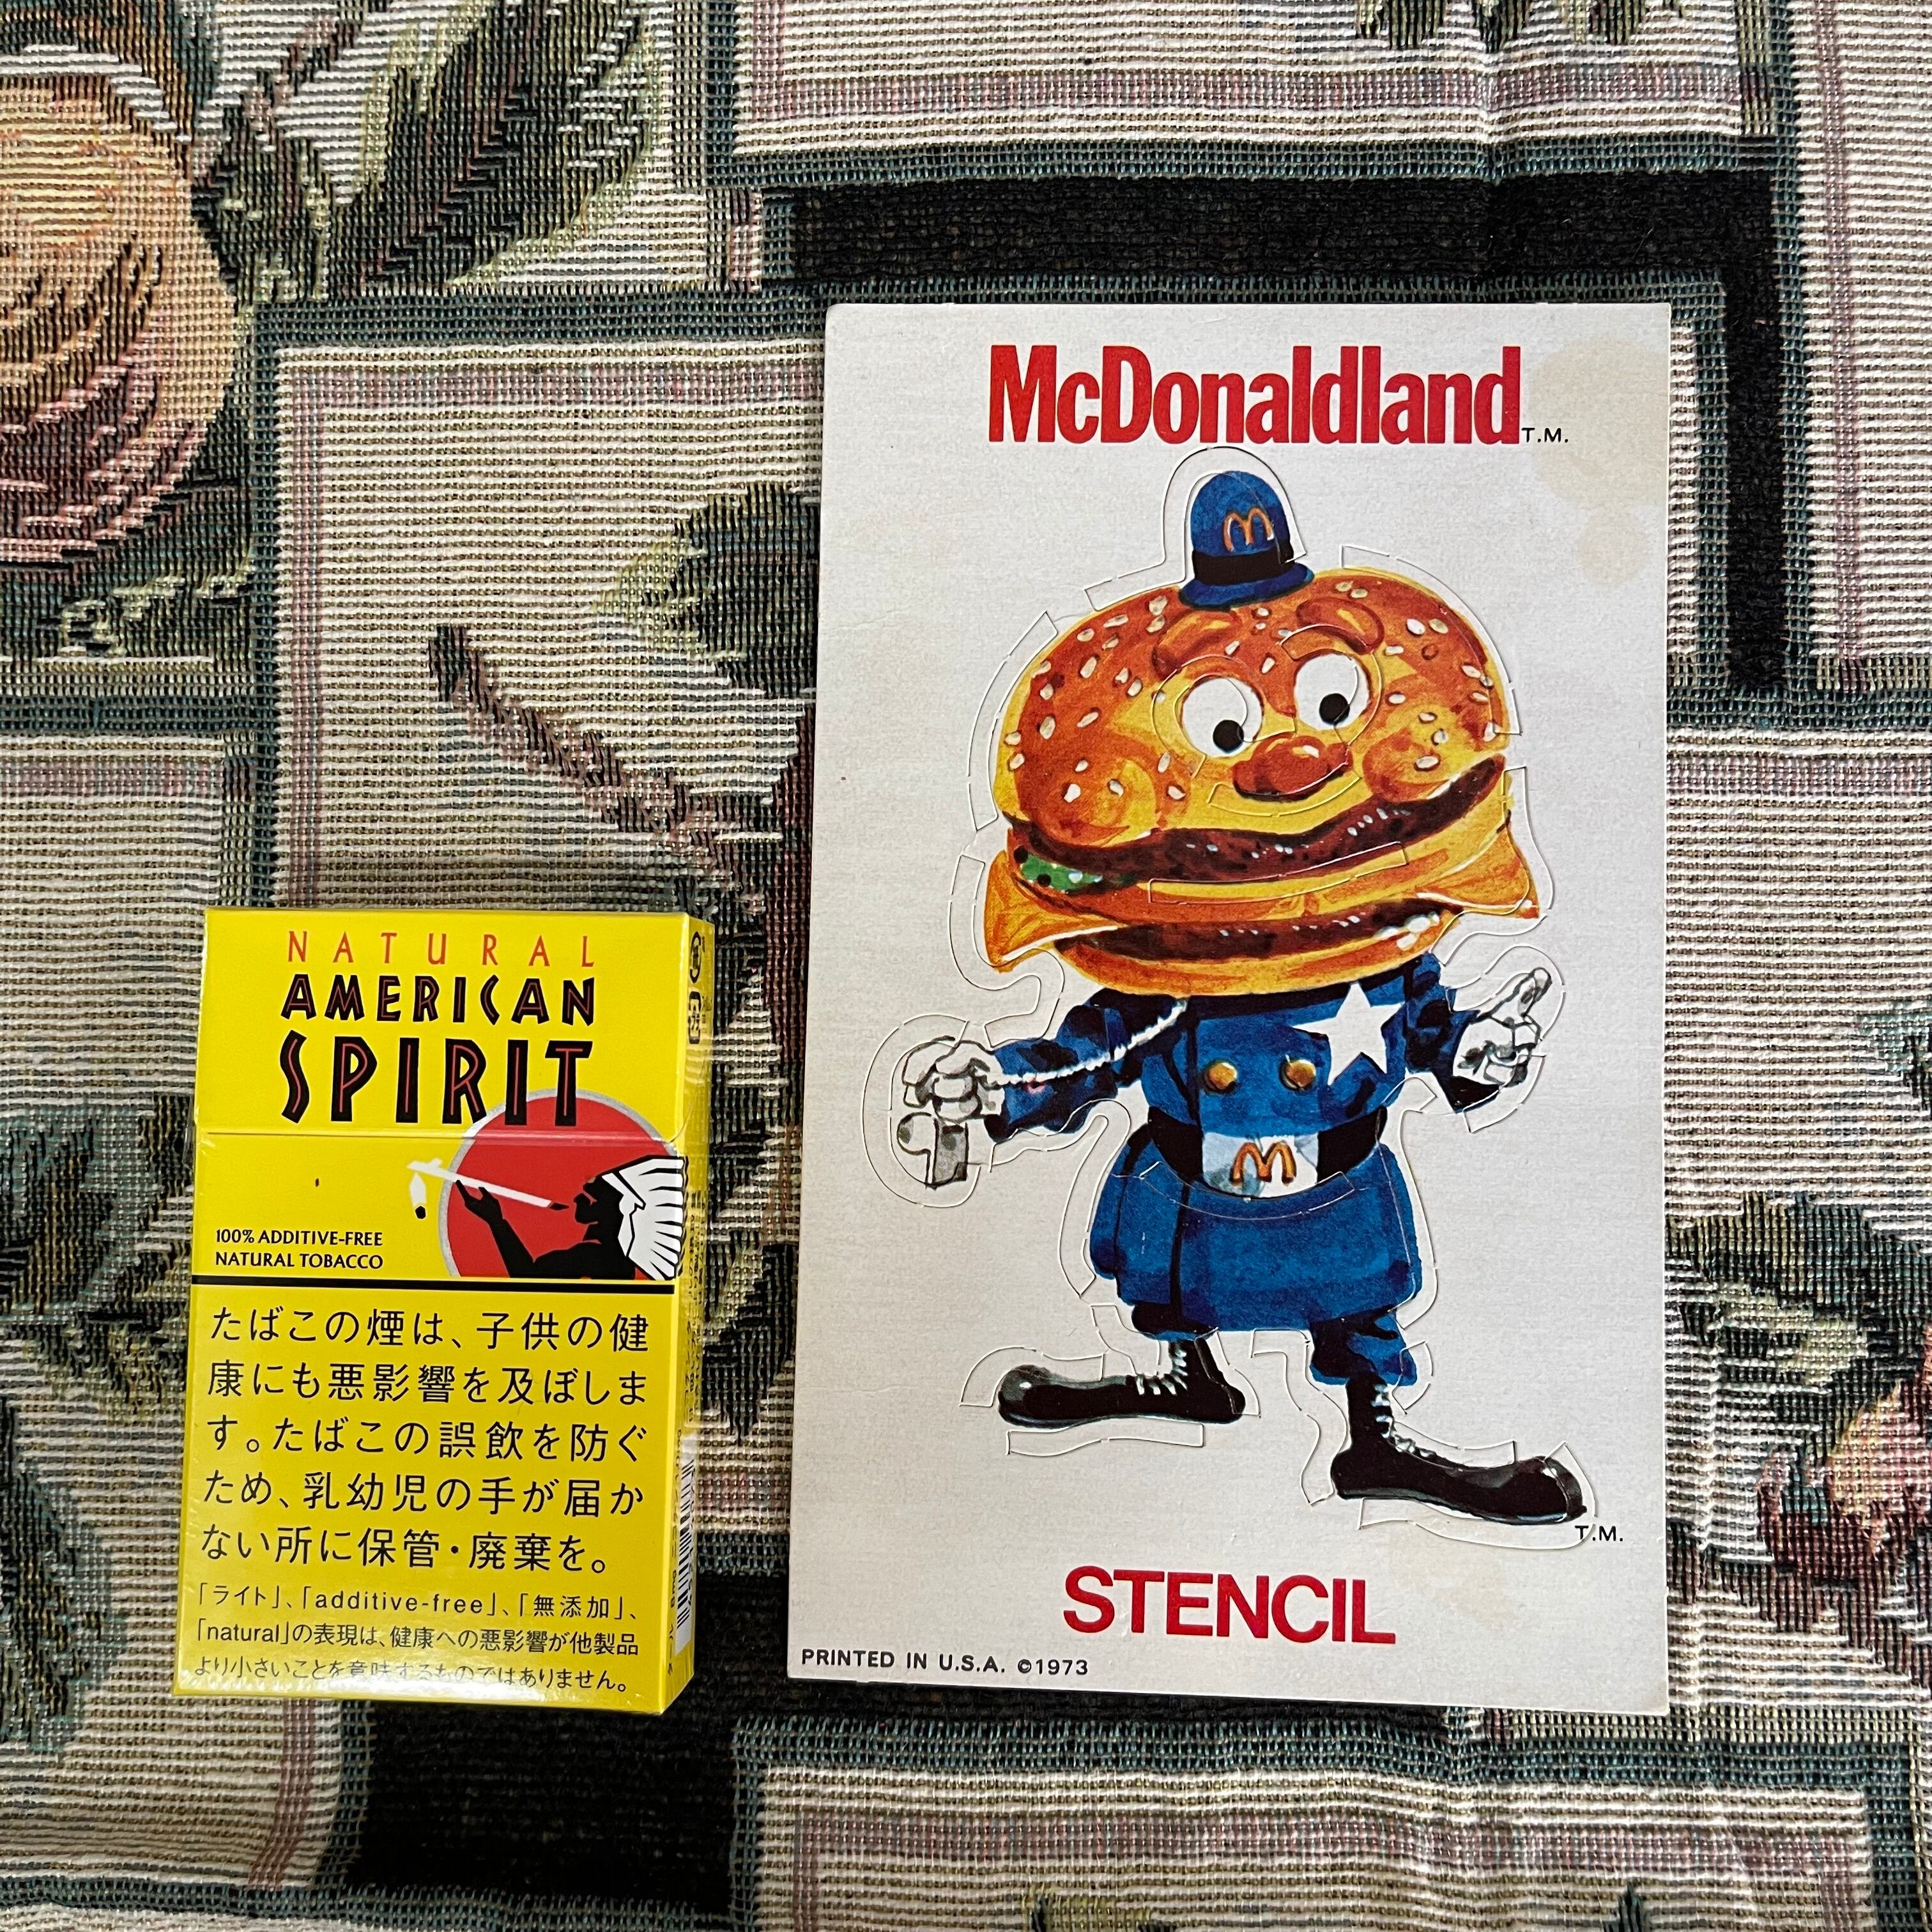 McDonaldland T.M.
M
M
T.M.
STENCIL
PRINTED IN U.S.A. ©1973
NATURAL
AMERICAN
SPIRIT
100% ADDITIVE-FREE
NATURAL TOBACCO
たばこの煙は、子供の健
康にも悪影響を及ぼしま
す。たばこの誤飲を防ぐ
ため、乳幼児の手が届か
ない所に保管・廃棄を。
「ライト」、「additive-free」、「無添加」、
「natural」の表現は、健康への悪影響が他製品
より小さいことを意味するものではありません。